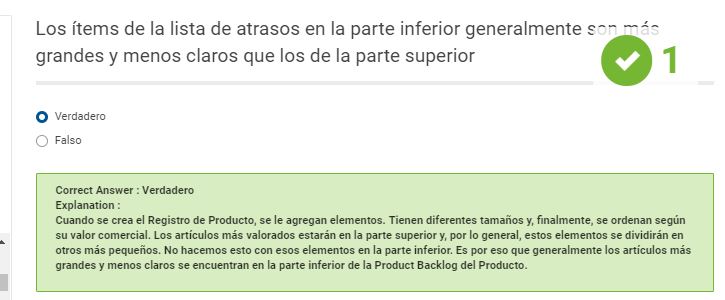 Los ítems de la lista de atrasos en la parte inferior generalmente son más
grandes y menos claros que los de la parte superior
1
Verdadero
Falso
Correct Answer : Verdadero
Explanation :
Cuando se crea el Registro de Producto, se le agregan elementos. Tienen diferentes tamaños y, finalmente, se ordenan según
su valor comercial. Los artículos más valorados estarán en la parte superior y, por lo general, estos elementos se dividirán en
otros más pequeños. No hacemos esto con esos elementos en la parte inferior. Es por eso que generalmente los artículos más
grandes y menos claros se encuentran en la parte inferior de la Product Backlog del Producto.